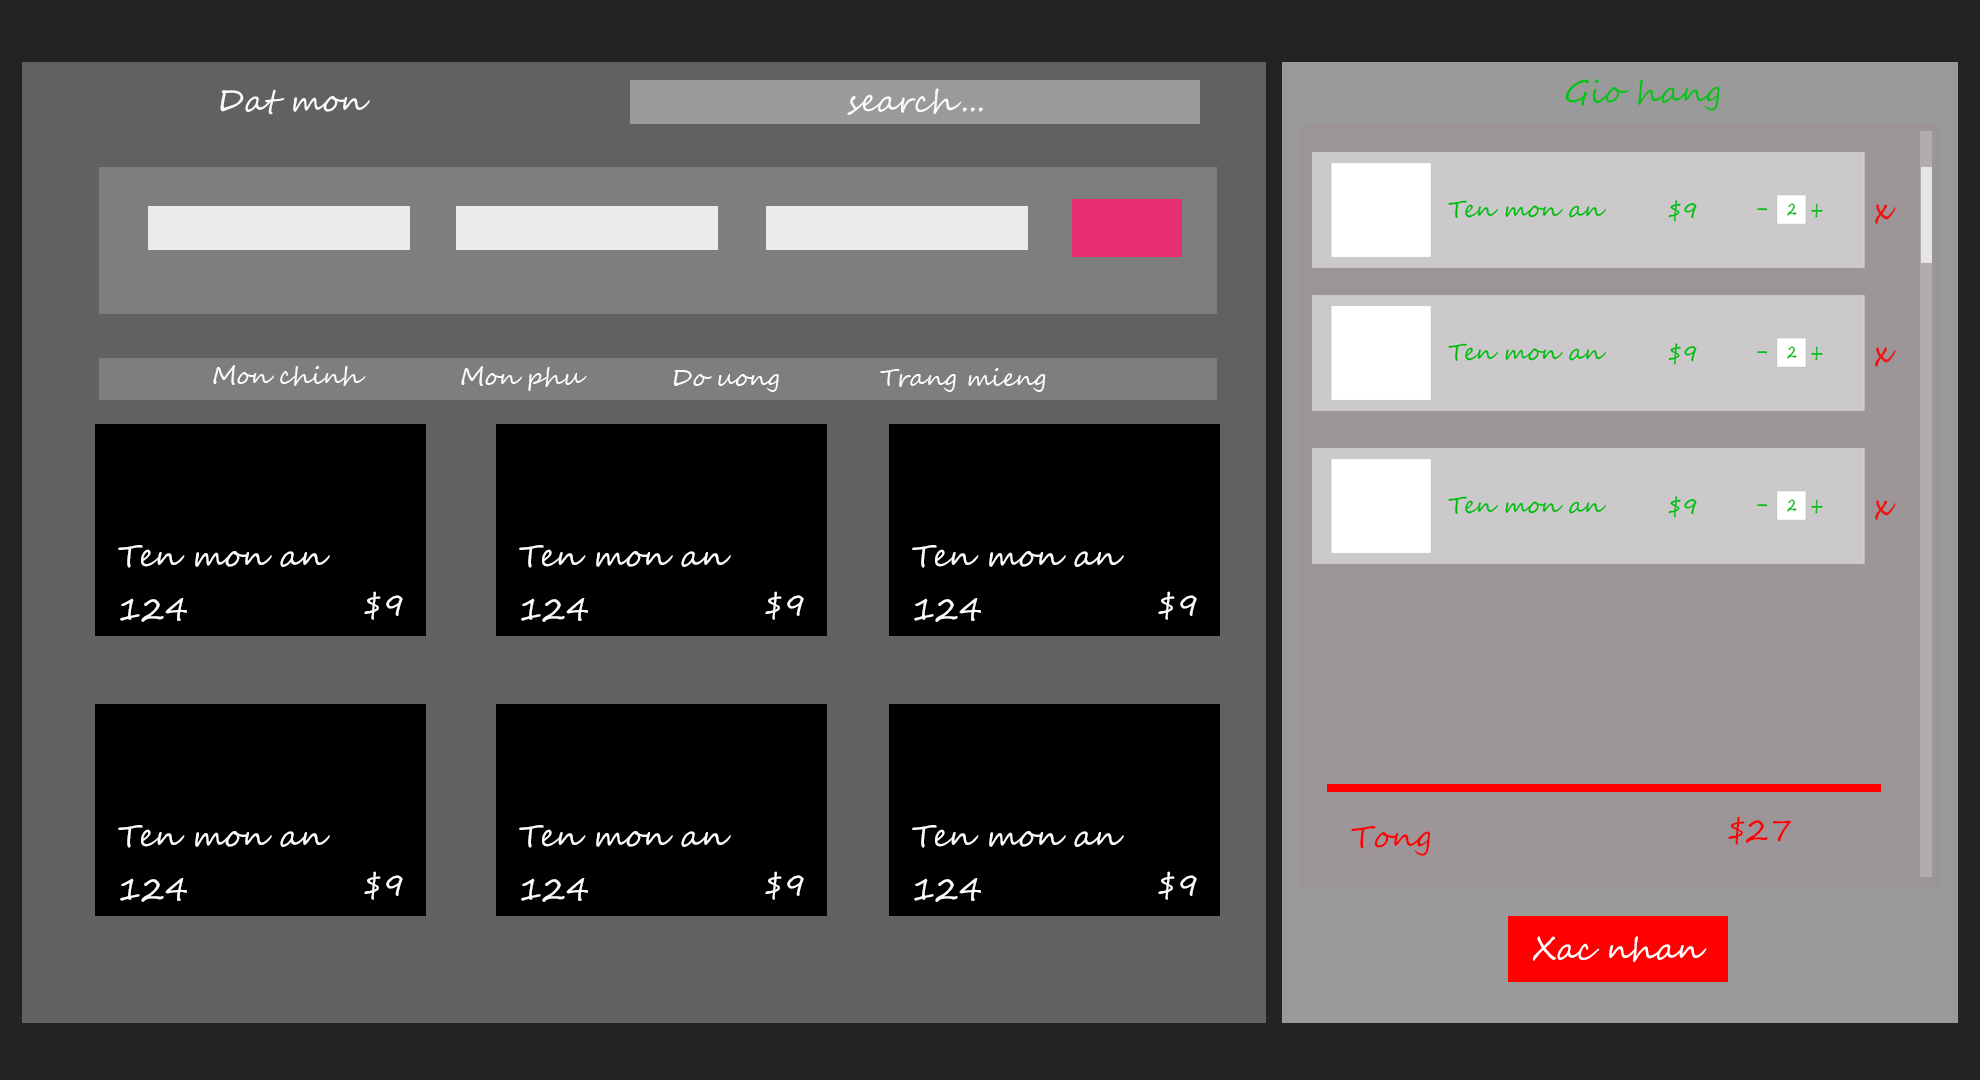 Dat mon
search...
Mon chinh
Mon phu
Do uong
Trang mieng
Ten mon an
124 $9
Ten mon an
124 $9
Ten mon an
124 $9
Ten mon an
124 $9
Ten mon an
124 $9
Ten mon an
124 $9
Gio hang
Ten mon an $9 - 2 + x
Ten mon an $9 - 2 + x
Ten mon an $9 - 2 + x
Tong $27
Xac nhan